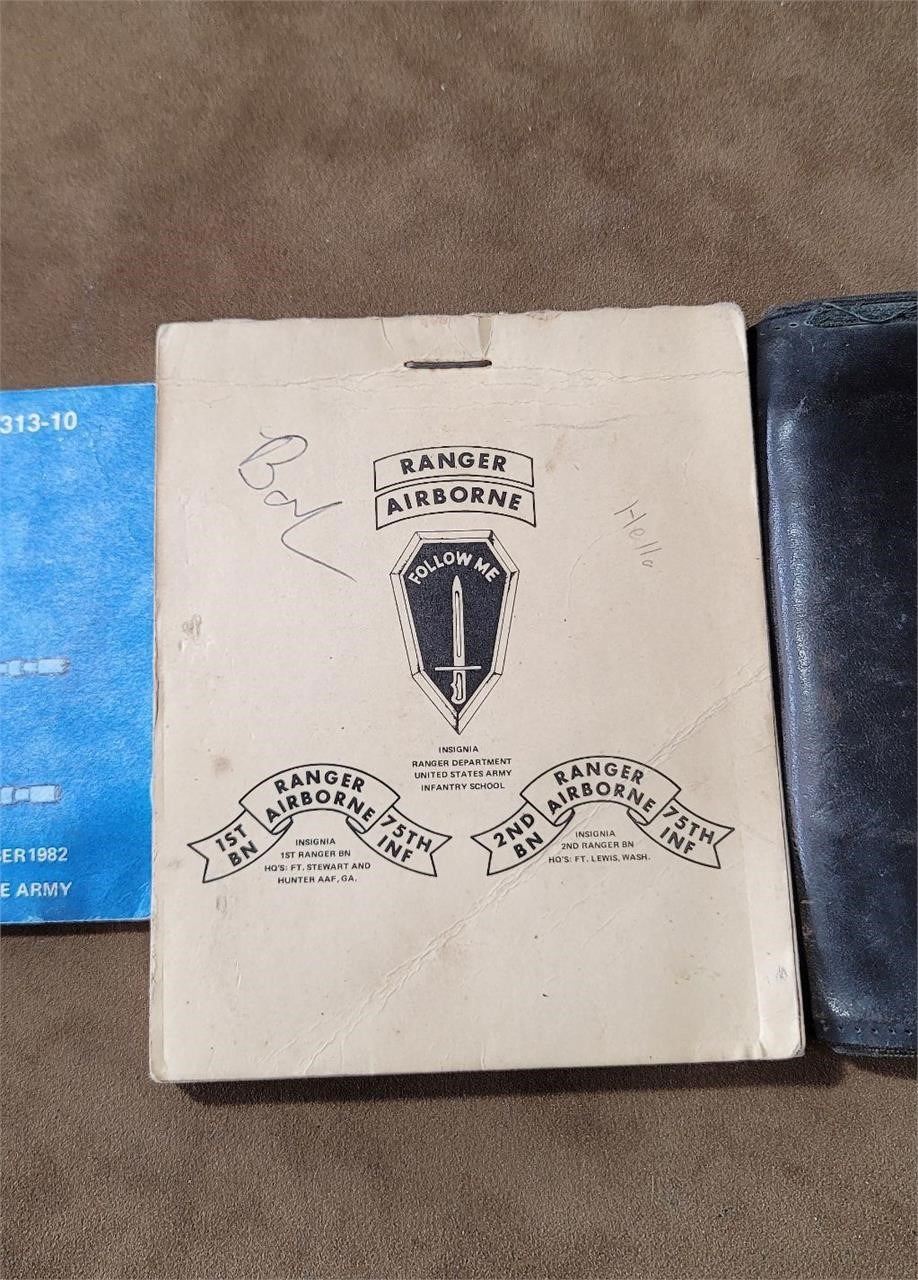 313-10
BER 1982
E ARMY
Hello
RANGER
AIRBORNE
FOLLOW ME
INSIGNIA
RANGER DEPARTMENT
UNITED STATES ARMY
INFANTRY SCHOOL
RANGER
AIRBORNE
1ST
BN
75TH
INF
INSIGNIA
1ST RANGER BN
HQ'S: FT. STEWART AND
HUNTER AAF, GA.
RANGER
AIRBORNE
2ND
BN
75TH
INF
INSIGNIA
2ND RANGER BN
HQ'S: FT. LEWIS, WASH.